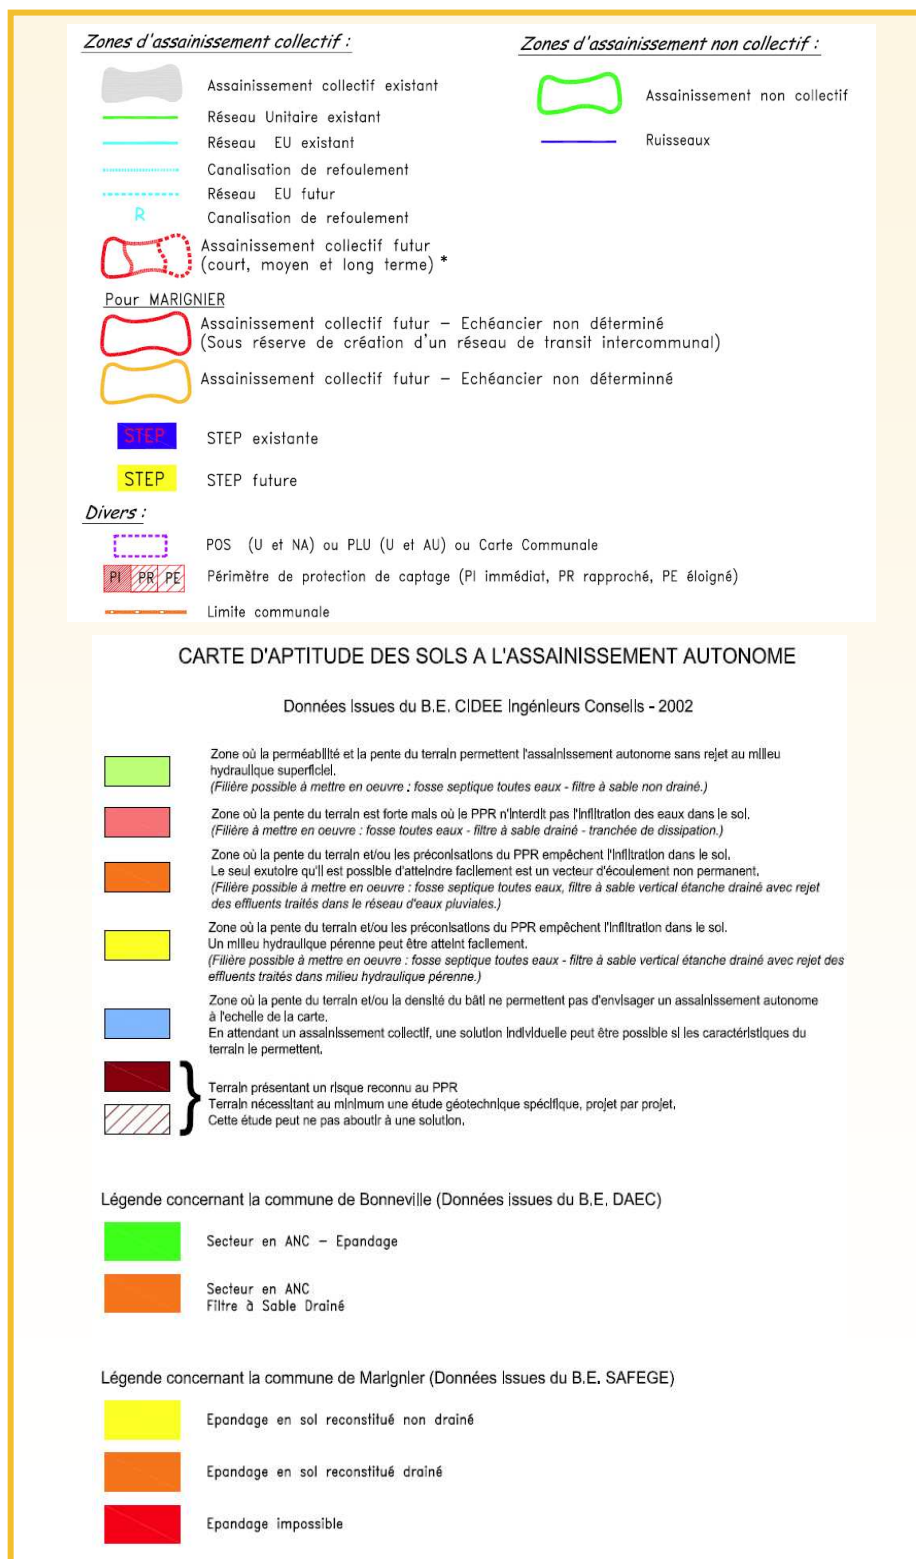 Zones d'assainissement collectif :
Assainissement collectif existant
Réseau Unitaire existant
Réseau EU existant
Canalisation de refoulement
Réseau EU futur
R Canalisation de refoulement
Assainissement collectif futur
(court, moyen et long terme) *
Pour MARIGNIER
Assainissement collectif futur – Echéancier non déterminé
(Sous réserve de création d'un réseau de transit intercommunal)
Assainissement collectif futur – Echéancier non déterminné
STEP STEP existante
STEP STEP future
Zones d'assainissement non collectif :
Assainissement non collectif
Ruisseaux
Divers :
POS (U et NA) ou PLU (U et AU) ou Carte Communale
PI PR PE Périmètre de protection de captage (PI immédiat, PR rapproché, PE éloigné)
Limite communale
CARTE D'APTITUDE DES SOLS A L'ASSAINISSEMENT AUTONOME
Données issues du B.E. CIDEE Ingénieurs Conseils - 2002
Zone où la perméabilité et la pente du terrain permettent l'assainissement autonome sans rejet au milieu
hydraulique superficiel.
(Filière possible à mettre en oeuvre : fosse septique toutes eaux - filtre à sable non drainé.)
Zone où la pente du terrain est forte mais où le PPR n'interdit pas l'infiltration des eaux dans le sol.
(Filière à mettre en oeuvre : fosse toutes eaux - filtre à sable drainé - tranchée de dissipation.)
Zone où la pente du terrain et/ou les préconisations du PPR empêchent l'infiltration dans le sol.
Le seul exutoire qu'il est possible d'atteindre facilement est un vecteur d'écoulement non permanent.
(Filière possible à mettre en oeuvre : fosse septique toutes eaux, filtre à sable vertical étanche drainé avec rejet
des effluents traités dans le réseau d'eaux pluviales.)
Zone où la pente du terrain et/ou les préconisations du PPR empêchent l'infiltration dans le sol.
Un milieu hydraulique pérenne peut être atteint facilement.
(Filière possible à mettre en oeuvre : fosse septique toutes eaux - filtre à sable vertical étanche drainé avec rejet des
effluents traités dans milieu hydraulique pérenne.)
Zone où la pente du terrain et/ou la densité du bâti ne permettent pas d'envisager un assainissement autonome
à l'echelle de la carte.
En attendant un assainissement collectif, une solution individuelle peut être possible si les caractéristiques du
terrain le permettent.
Terrain présentant un risque reconnu au PPR
Terrain nécessitant au minimum une étude géotechnique spécifique, projet par projet.
Cette étude peut ne pas aboutir à une solution.
Légende concernant la commune de Bonneville (Données issues du B.E. DAEC)
Secteur en ANC – Epandage
Secteur en ANC
Filtre à Sable Drainé
Légende concernant la commune de Marignier (Données issues du B.E. SAFEGE)
Epandage en sol reconstitué non drainé
Epandage en sol reconstitué drainé
Epandage impossible